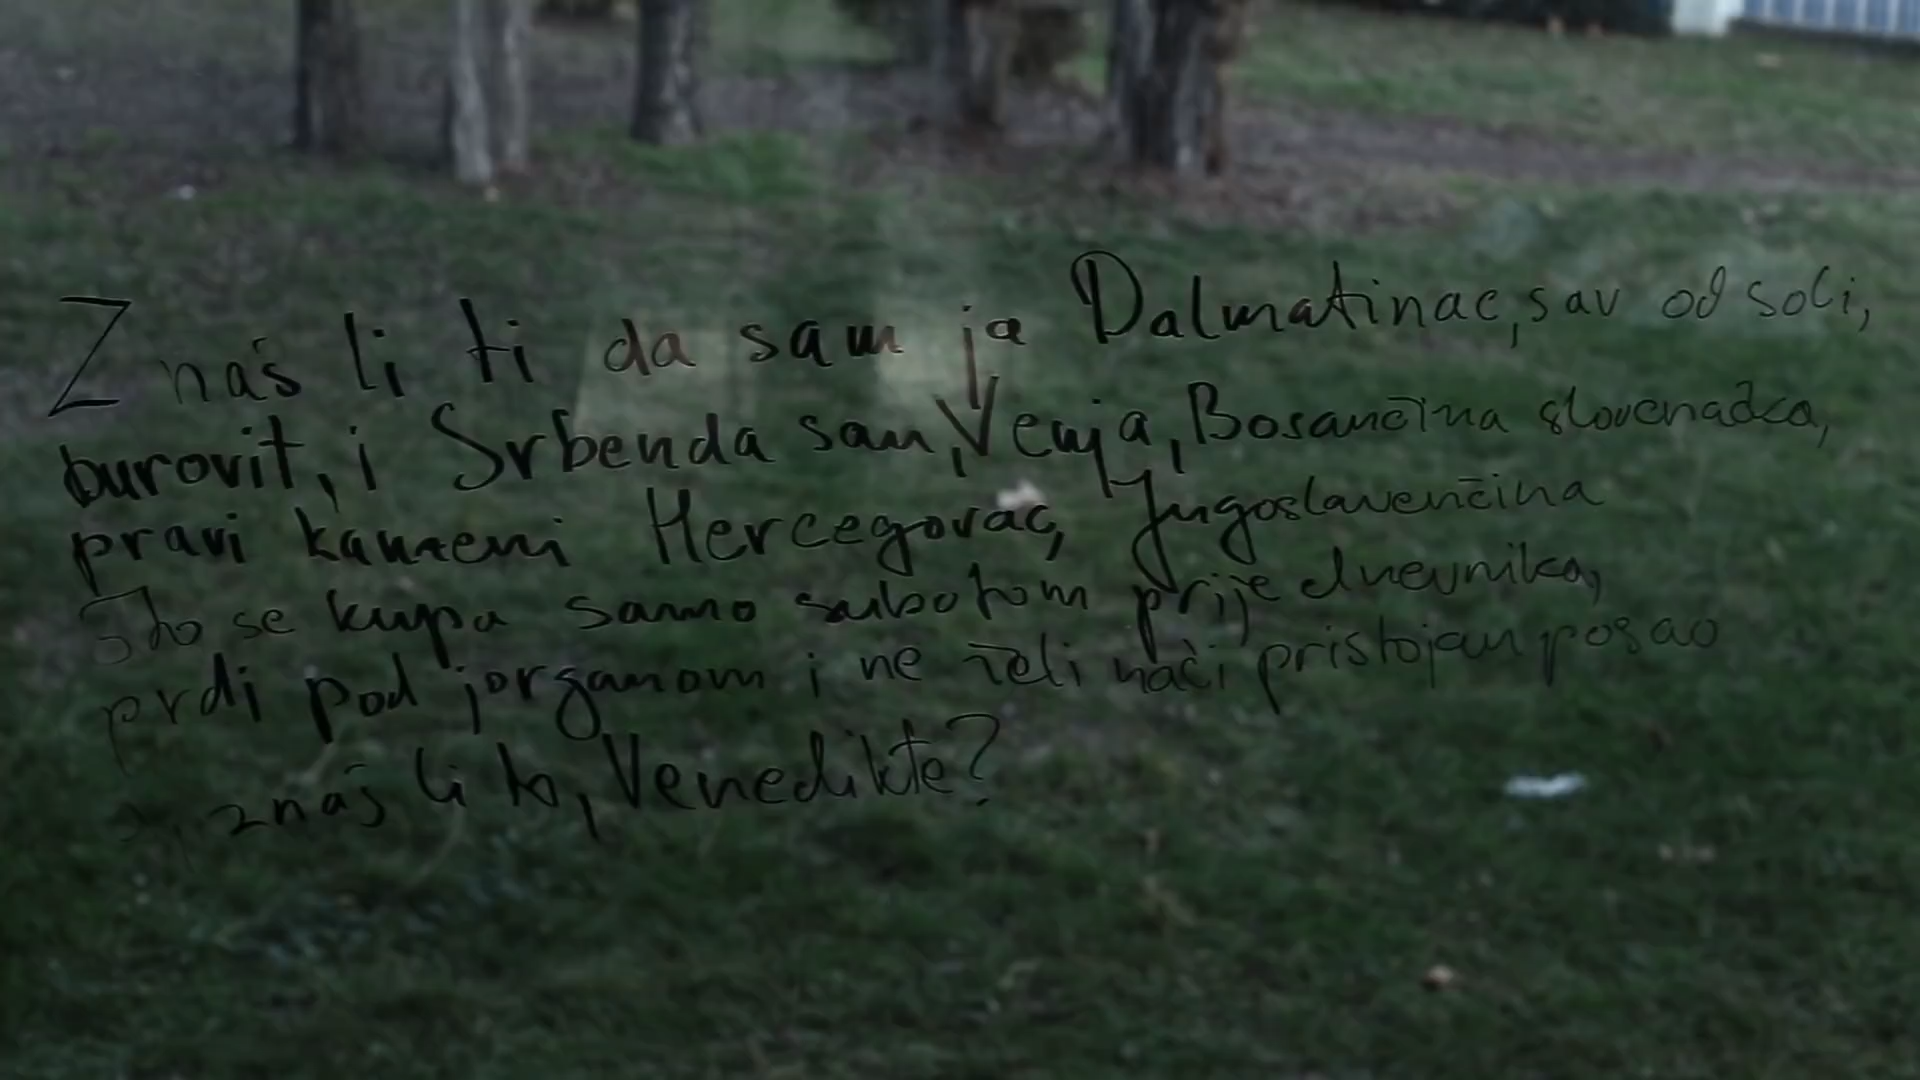 Znaš li ti da sam ja Dalmatinac, sav od soli,
burovit, i Srbenda sam, Venja, Bosančina slovenačka,
pravi kameni Hercegovac, Jugoslavenčina
što se kupa samo subotom prije dnevnika,
prdi pod jorganom i ne želi naći pristojan posao
znaš li to, Venedikte?